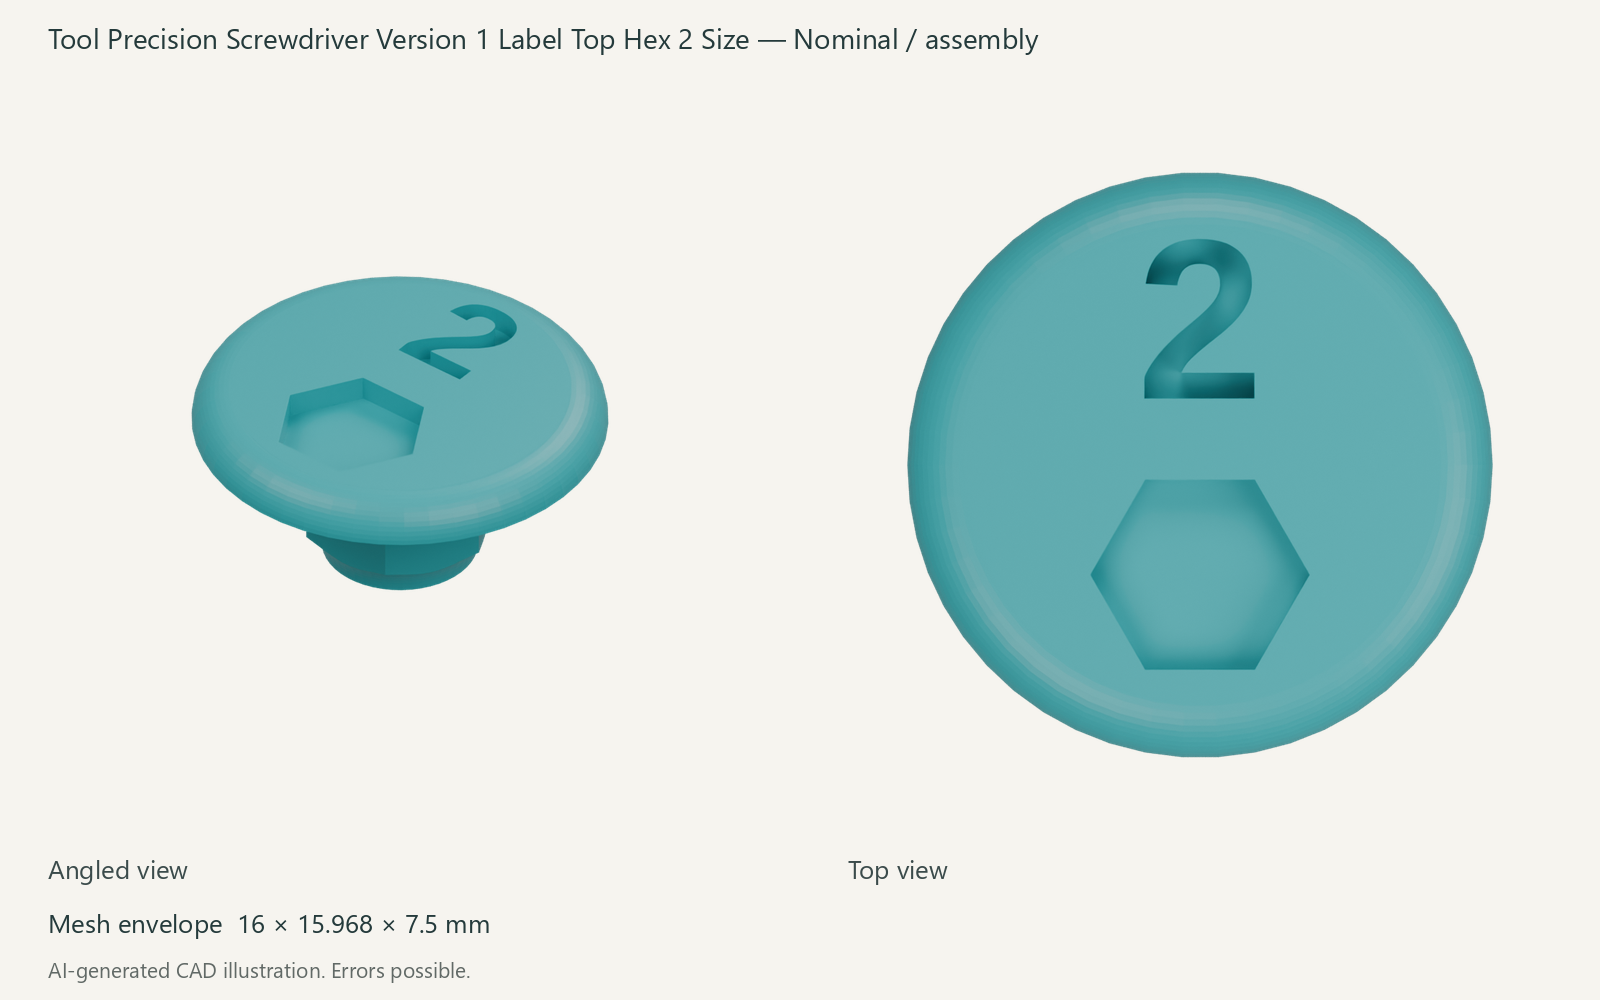 Tool Precision Screwdriver Version 1 Label Top Hex 2 Size — Nominal / assembly
2
2
Angled view
Top view
Mesh envelope 16 × 15.968 × 7.5 mm
AI-generated CAD illustration. Errors possible.